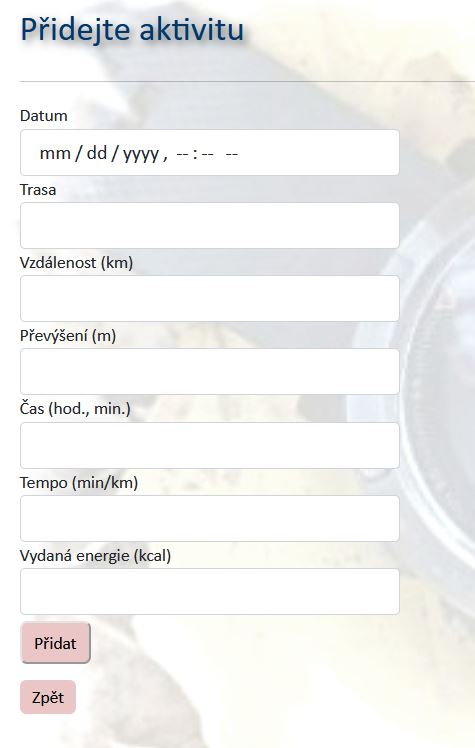 Přidejte aktivitu
Datum
mm / dd / yyyy , -- : -- --
Trasa
Vzdálenost (km)
Převýšení (m)
Čas (hod., min.)
Tempo (min/km)
Vydaná energie (kcal)
Přidat
Zpět